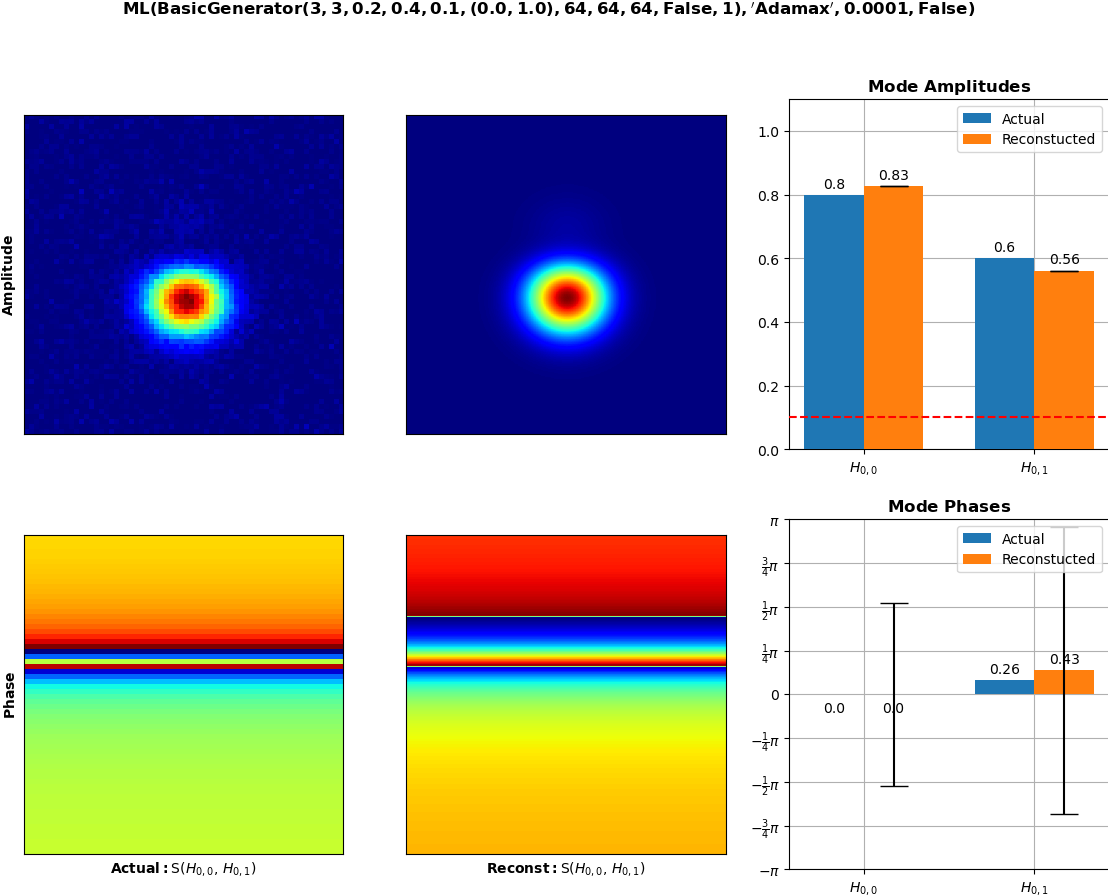 ML(BasicGenerator(3, 3, 0.2, 0.4, 0.1, (0.0, 1.0), 64, 64, 64, False, 1), 'Adamax', 0.0001, False)
Amplitude
Mode Amplitudes
Actual
Reconstucted
1.0
0.8
0.6
0.4
0.2
0.0
0.8
0.83
0.6
0.56
H0,0
H0,1
Phase
Actual: S(H0,0, H0,1)
Reconst: S(H0,0, H0,1)
Mode Phases
Actual
Reconstucted
π
3/4π
1/2π
1/4π
0
−1/4π
−1/2π
−3/4π
−π
0.0
0.0
0.26
0.43
H0,0
H0,1